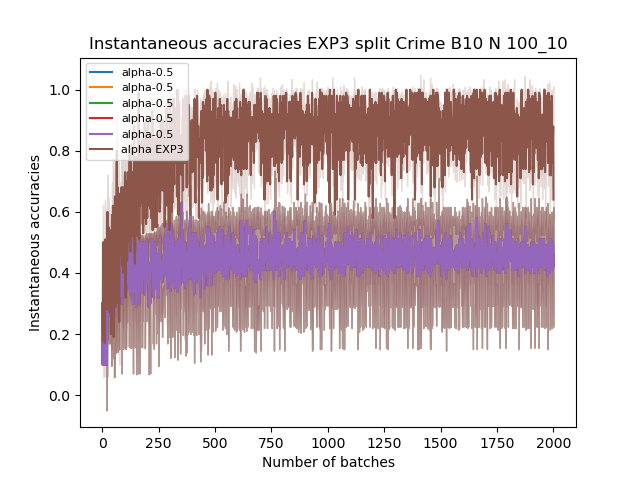 Instantaneous accuracies EXP3 split Crime B10 N 100_10
alpha-0.5
alpha-0.5
alpha-0.5
alpha-0.5
alpha-0.5
alpha EXP3
1.0
0.8
0.6
0.4
0.2
0.0
Instantaneous accuracies
0 250 500 750 1000 1250 1500 1750 2000
Number of batches